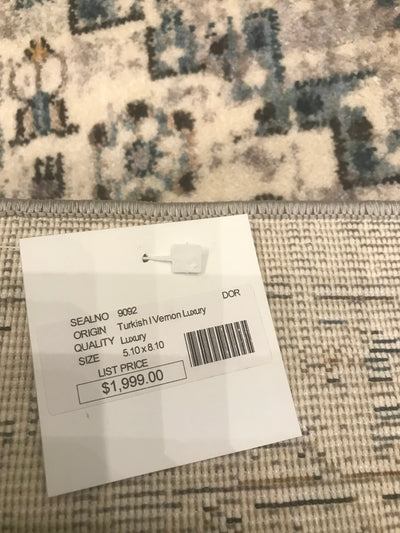 DOR
SEALNO 9092
ORIGIN Turkish I Vernon Luxury
QUALITY Luxury
SIZE 5.10 x 8.10
LIST PRICE
$1,999.00